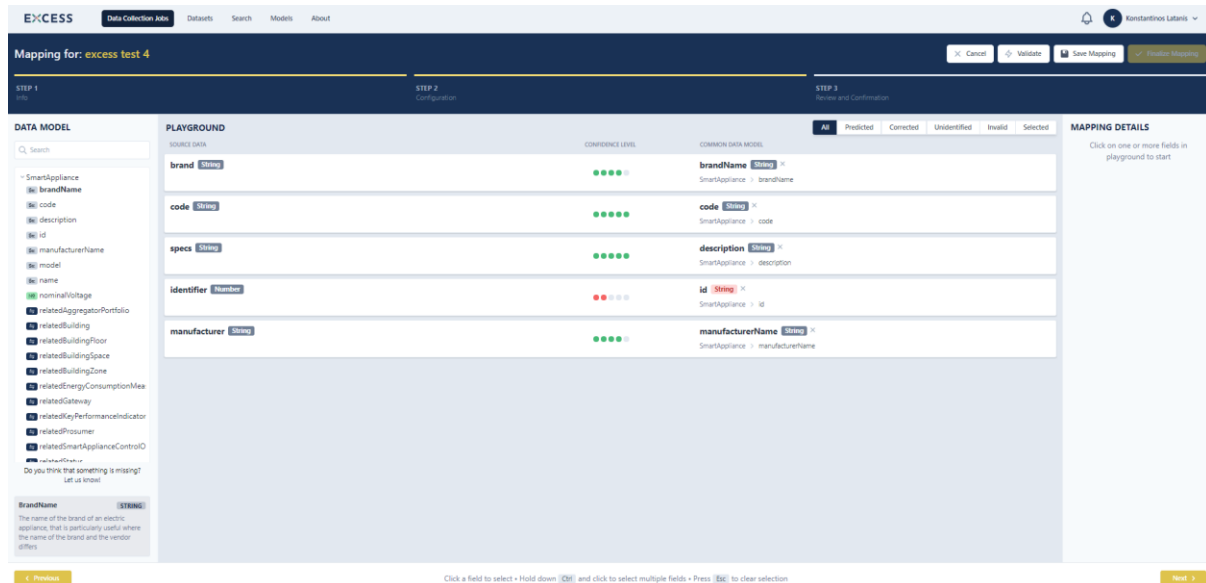 EXCESS
Data Collection Jobs Datasets Search Models About
K Konstantinos Latanis
Mapping for: excess test 4
Cancel Validate Save Mapping Finalize Mapping
STEP 1
Info
STEP 2
Configuration
STEP 3
Review and Confirmation
DATA MODEL
Search
SmartAppliance
brandName
code
description
id
manufacturerName
model
name
nominalVoltage
relatedAggregatorPortfolio
relatedBuilding
relatedBuildingFloor
relatedBuildingSpace
relatedBuildingZone
relatedEnergyConsumptionMea
relatedGateway
relatedKeyPerformanceIndicator
relatedProsumer
relatedSmartApplianceControlO
relatedStatus
Do you think that something is missing?
Let us know!
BrandName STRING
The name of the brand of an electric
appliance, that is particularly useful where
the name of the brand and the vendor
differs
PLAYGROUND
All Predicted Corrected Unidentified Invalid Selected
SOURCE DATA CONFIDENCE LEVEL COMMON DATA MODEL
brand String brandName String
SmartAppliance > brandName
code String code String
SmartAppliance > code
specs String description String
SmartAppliance > description
identifier Number id String
SmartAppliance > id
manufacturer String manufacturerName String
SmartAppliance > manufacturerName
MAPPING DETAILS
Click on one or more fields in
playground to start
Previous
Click a field to select • Hold down Ctrl and click to select multiple fields • Press Esc to clear selection
Next